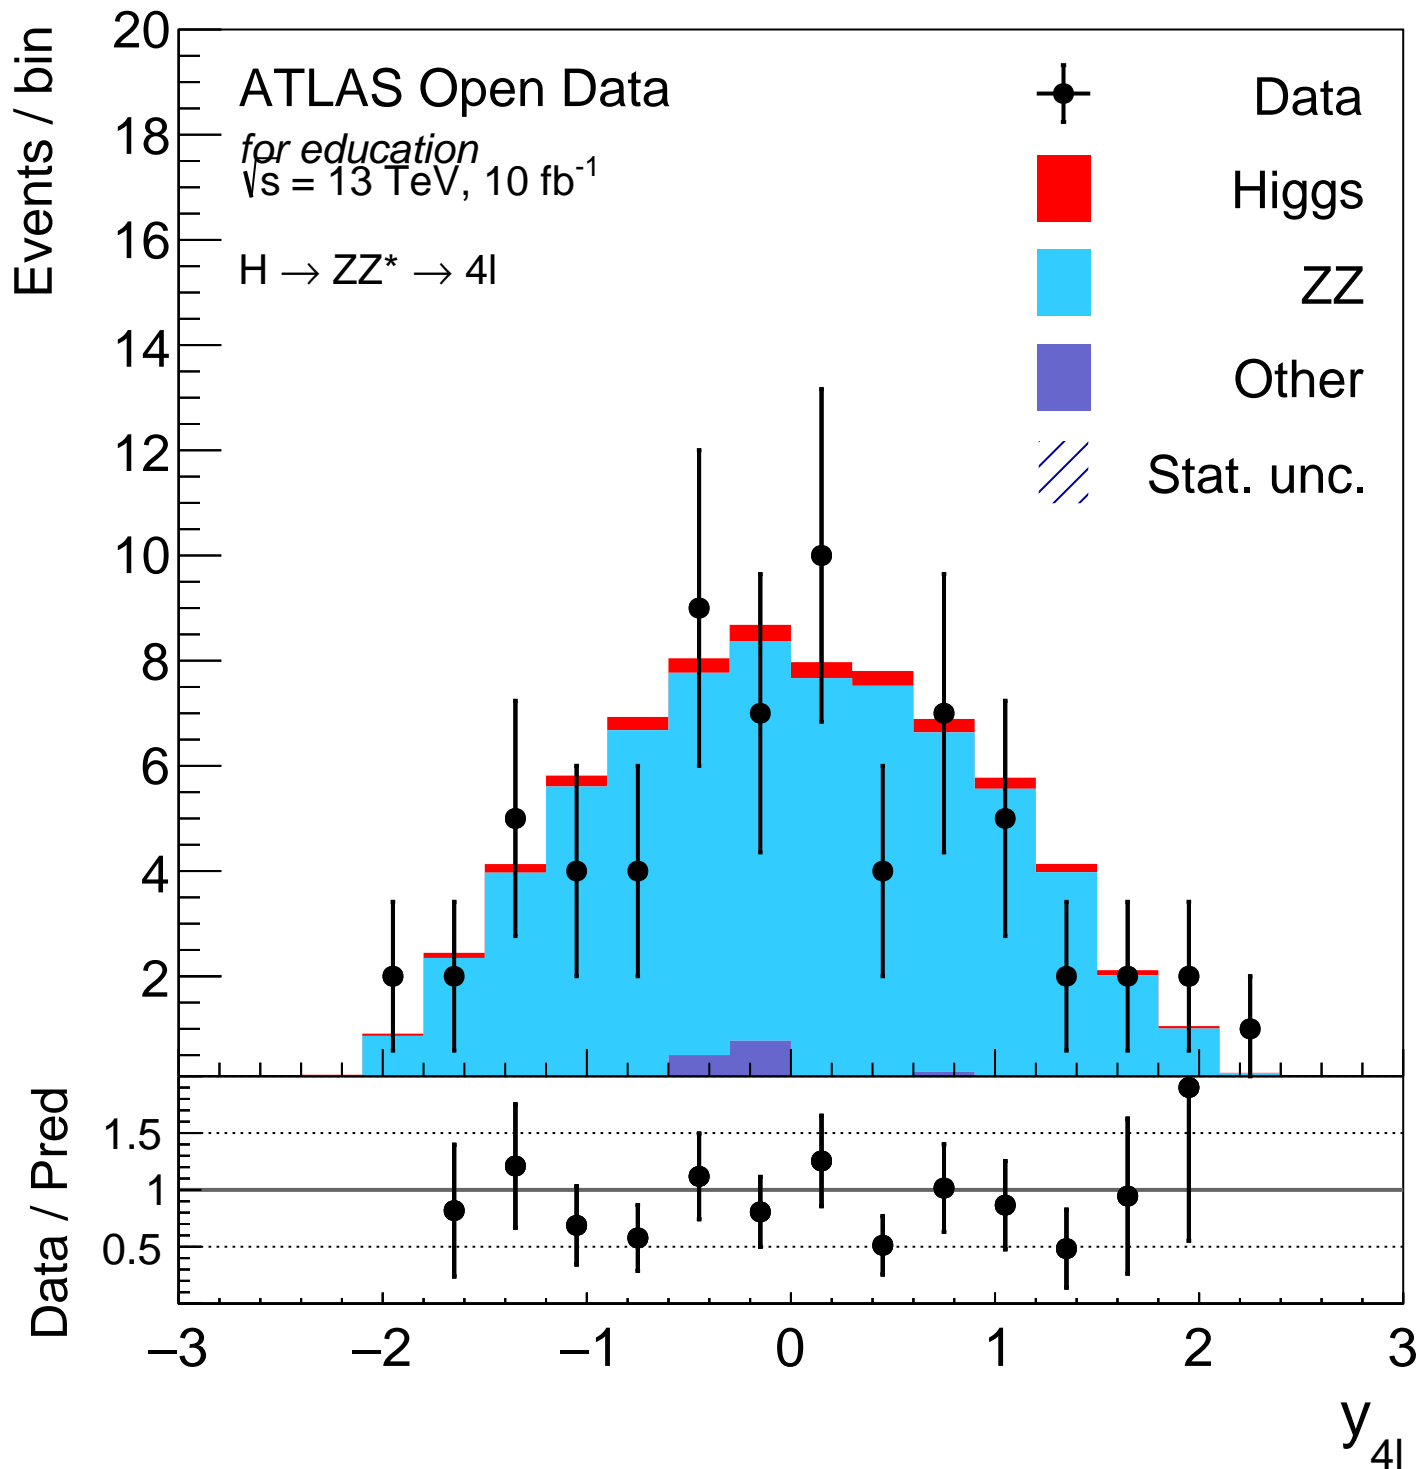 Events / bin
20
18
16
14
12
10
8
6
4
2
ATLAS Open Data
for education
√s = 13 TeV, 10 fb⁻¹
H → ZZ* → 4l
Data
Higgs
ZZ
Other
Stat. unc.
Data / Pred
1.5
1
0.5
−3 −2 −1 0 1 2 3
y₄ₗ